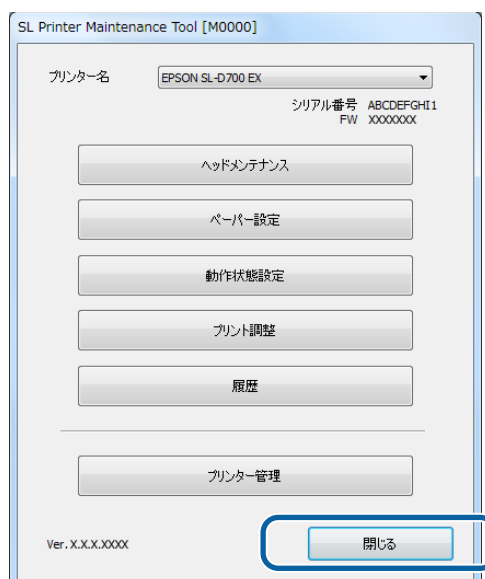 SL Printer Maintenance Tool [M0000]
プリンター名 EPSON SL-D700 EX
シリアル番号 ABCDEFGHI1
FW XXXXXXX
ヘッドメンテナンス
ペーパー設定
動作状態設定
プリント調整
履歴
プリンター管理
Ver.X.X.X.XXXX 閉じる